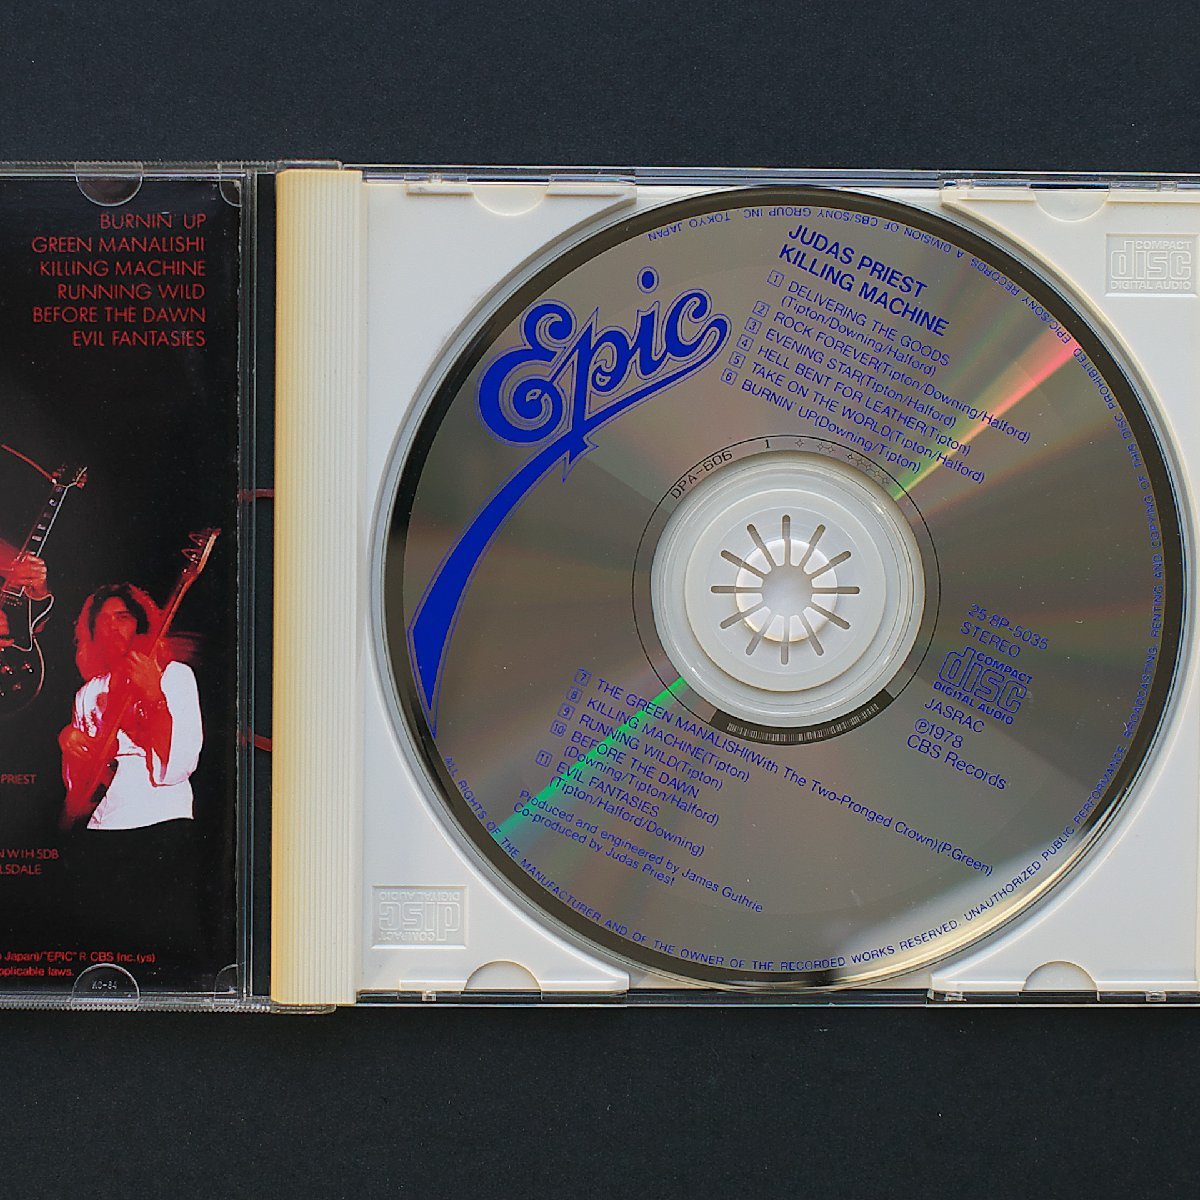 BURNIN' UP
GREEN MANALISHI
KILLING MACHINE
RUNNING WILD
BEFORE THE DAWN
EVIL FANTASIES
PRIEST
LSDALE
Japan)/"EPIC" R CBS Inc.(ys)
applicable laws.
Epic
JUDAS PRIEST
KILLING MACHINE
1 DELIVERING THE GOODS
(Tipton/Downing/Halford)
2 ROCK FOREVER(Tipton/Downing/Halford)
3 EVENING STAR(Tipton/Halford)
4 HELL BENT FOR LEATHER(Tipton)
5 TAKE ON THE WORLD(Tipton/Halford)
6 BURNIN' UP(Downing/Tipton)
DPA-606 1
25·8P-5035
STEREO
COMPACT
disc
DIGITAL AUDIO
JASRAC
Ⓟ1978
CBS Records
7 THE GREEN MANALISHI(With The Two-Pronged Crown)(P.Green)
8 KILLING MACHINE(Tipton)
9 RUNNING WILD(Tipton)
10 BEFORE THE DAWN
(Downing/Tipton/Halford)
11 EVIL FANTASIES
(Tipton/Halford/Downing)
Produced and engineered by James Guthrie
Co-produced by Judas Priest
ALL RIGHTS OF THE MANUFACTURER AND OF THE OWNER OF THE RECORDED WORKS RESERVED. UNAUTHORIZED PUBLIC PERFORMANCE, BROADCASTING, RENTING AND COPYING OF THIS DISC PROHIBITED. EPIC/SONY RECORDS. A DIVISION OF CBS/SONY GROUP INC. TOKYO JAPAN
COMPACT
disc
DIGITAL AUDIO
COMPACT
disc
DIGITAL AUDIO